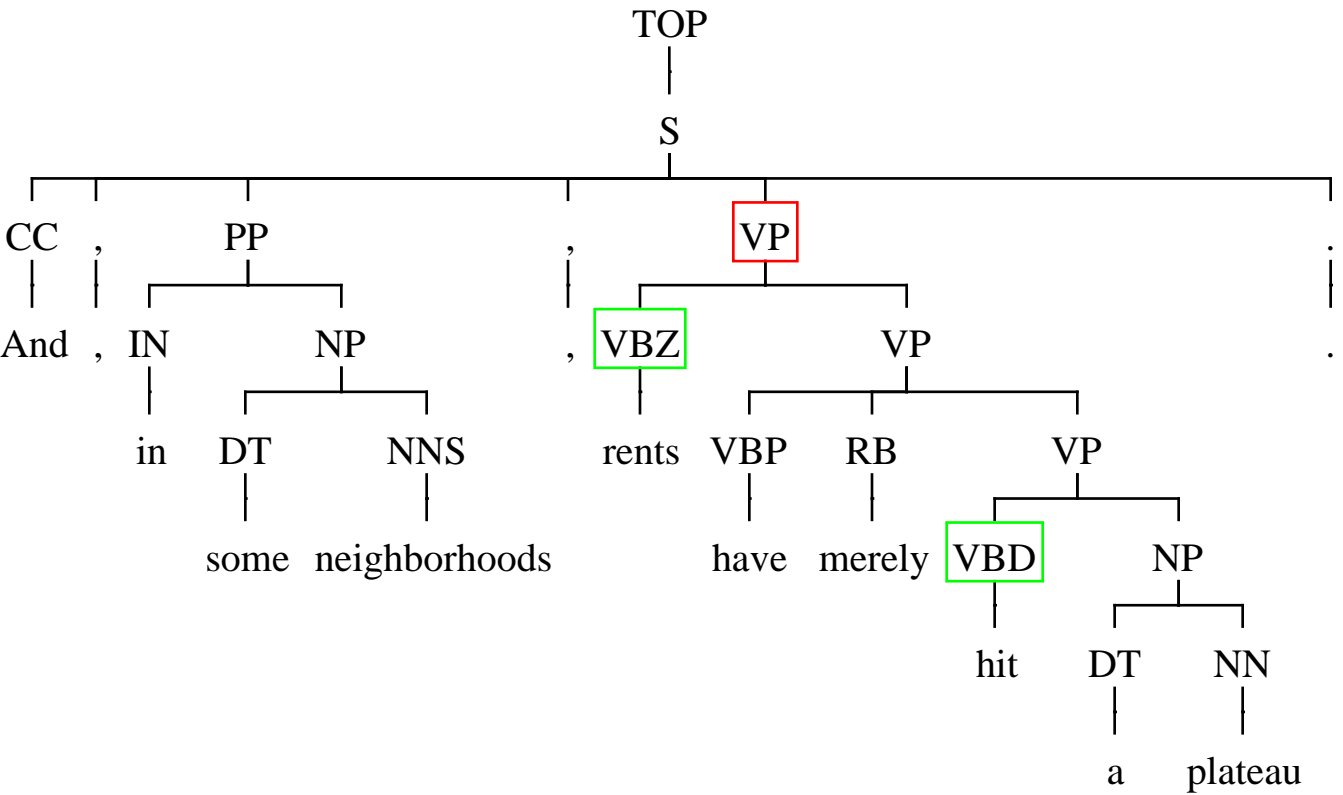 TOP
S
CC , PP , VP .
And , IN NP , VBZ VP .
in DT NNS rents VBP RB VP
some neighborhoods have merely VBD NP
hit DT NN
a plateau